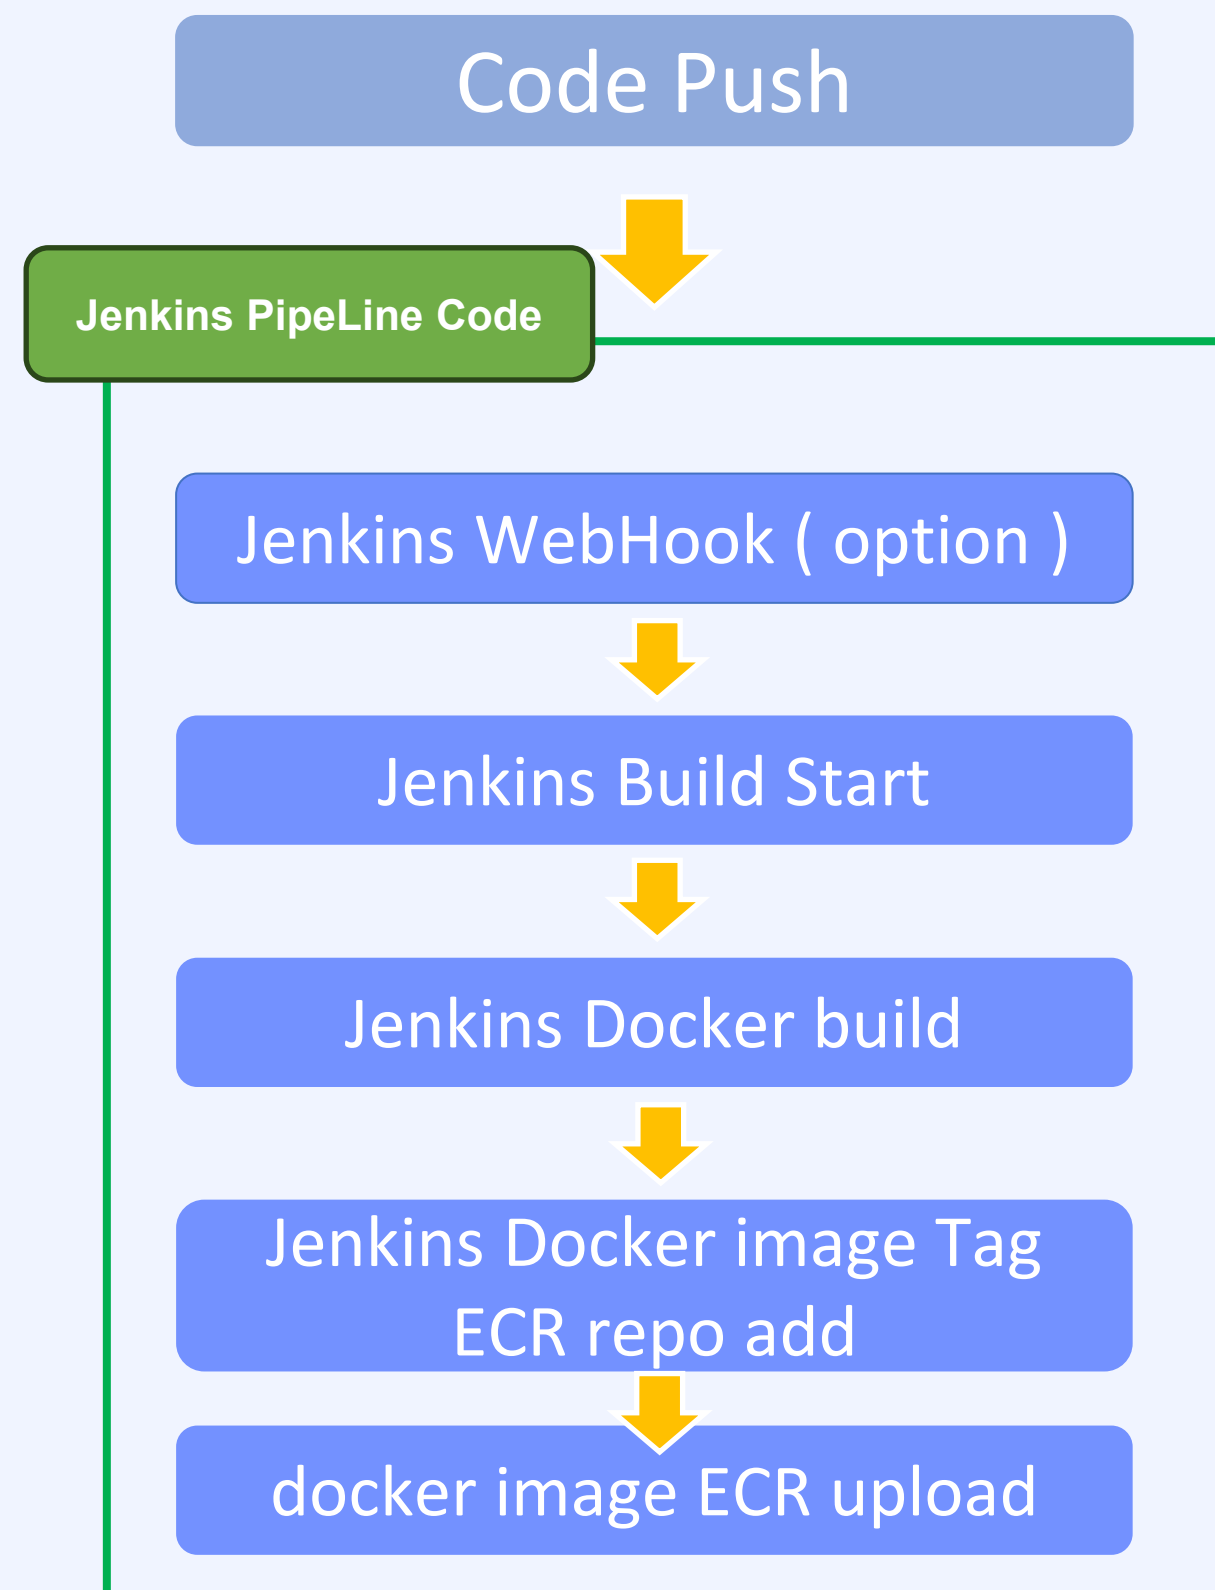 Code Push
Jenkins PipeLine Code
Jenkins WebHook ( option )
Jenkins Build Start
Jenkins Docker build
Jenkins Docker image Tag
ECR repo add
docker image ECR upload